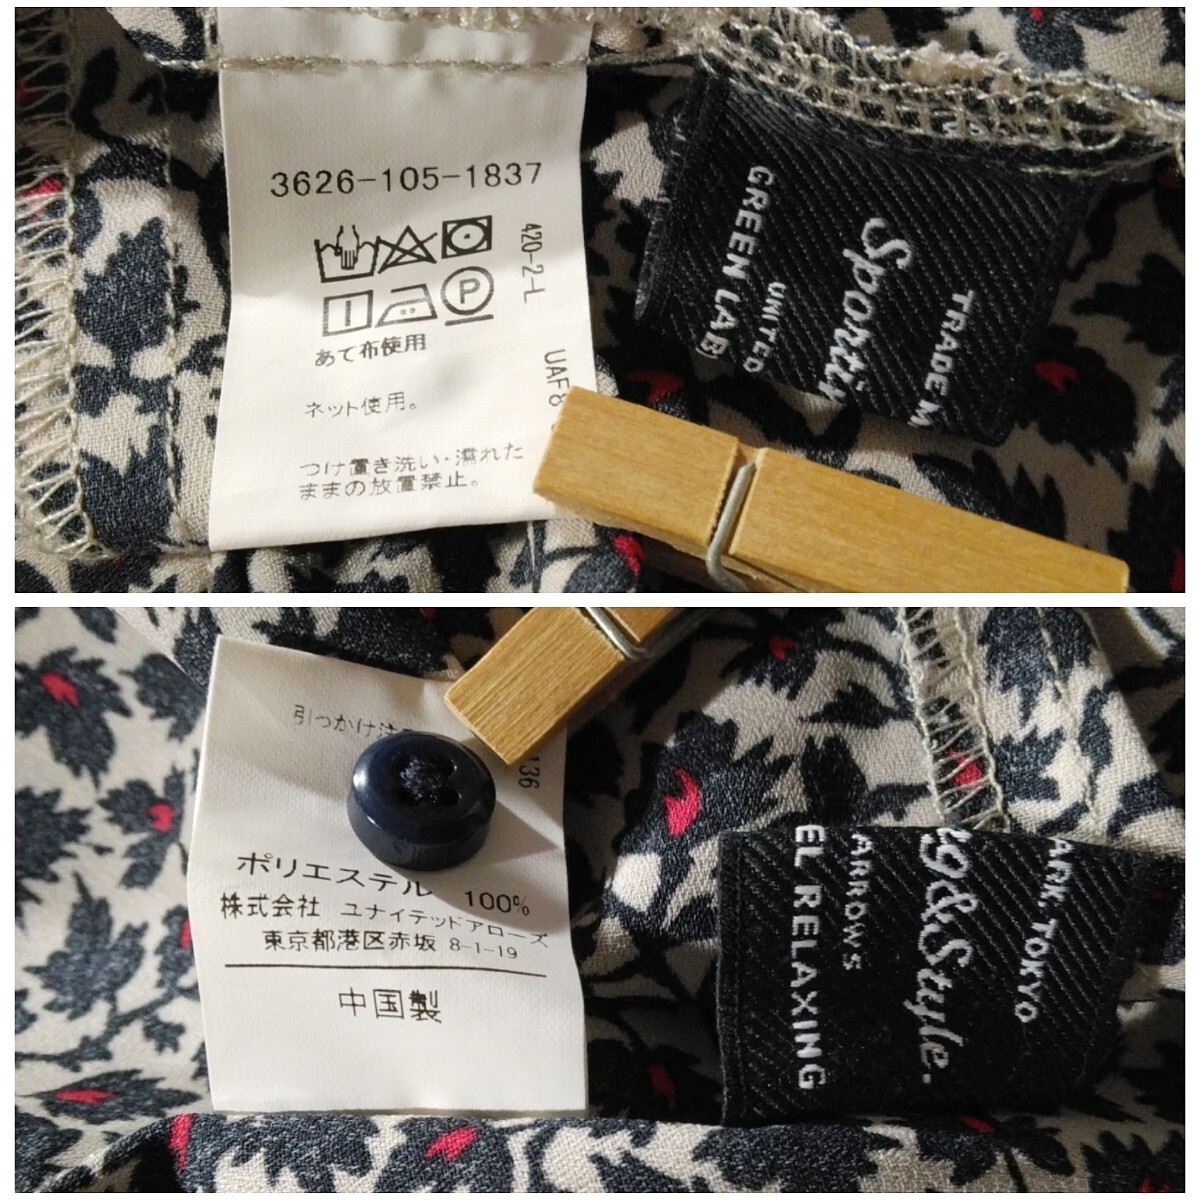 3626-105-1837
420-2-L
あて布使用
ネット使用。
つけ置き洗い・濡れた
ままの放置禁止。
GREEN LAB
UNITED
TRADE M
引っかけ注
136
ポリエステル 100%
株式会社 ユナイテッドアローズ
東京都港区赤坂 8-1-19
中国製
ARK. TOKYO
&Style.
ARROWS
EL RELAXING